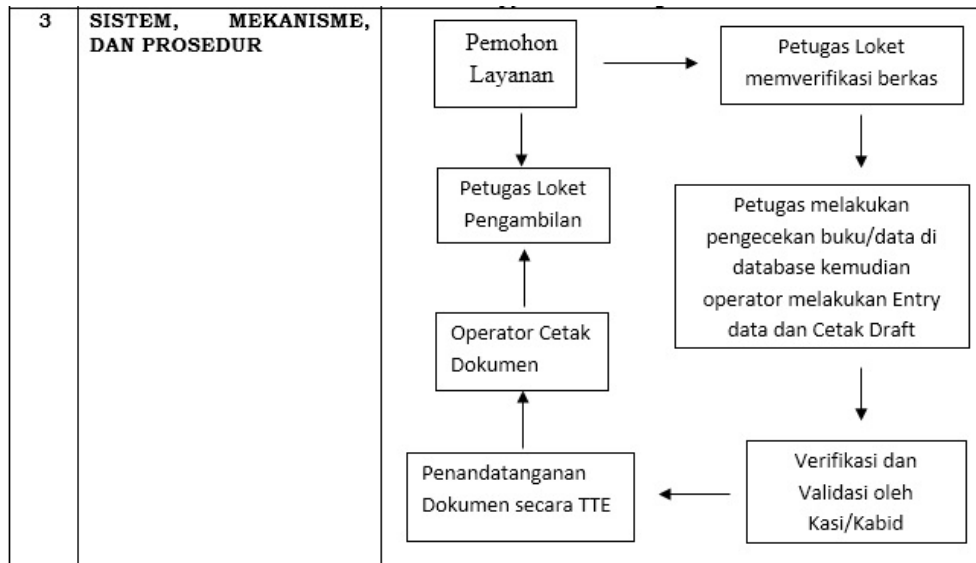 3
SISTEM, MEKANISME,
DAN PROSEDUR
Pemohon
Layanan
Petugas Loket
memverifikasi berkas
Petugas melakukan
pengecekan buku/data di
database kemudian
operator melakukan Entry
data dan Cetak Draft
Verifikasi dan
Validasi oleh
Kasi/Kabid
Penandatanganan
Dokumen secara TTE
Operator Cetak
Dokumen
Petugas Loket
Pengambilan